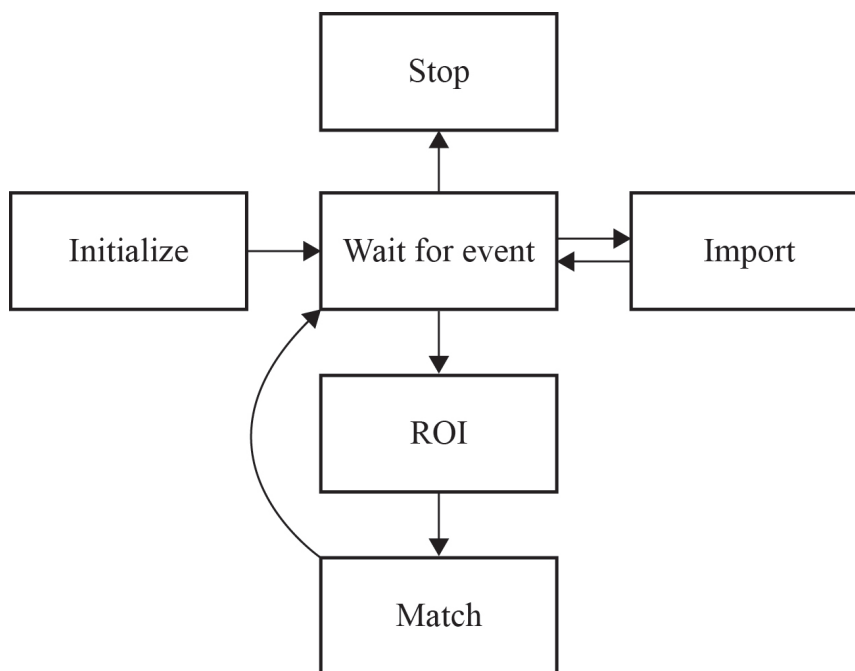 Stop
Initialize
Wait for event
Import
ROI
Match